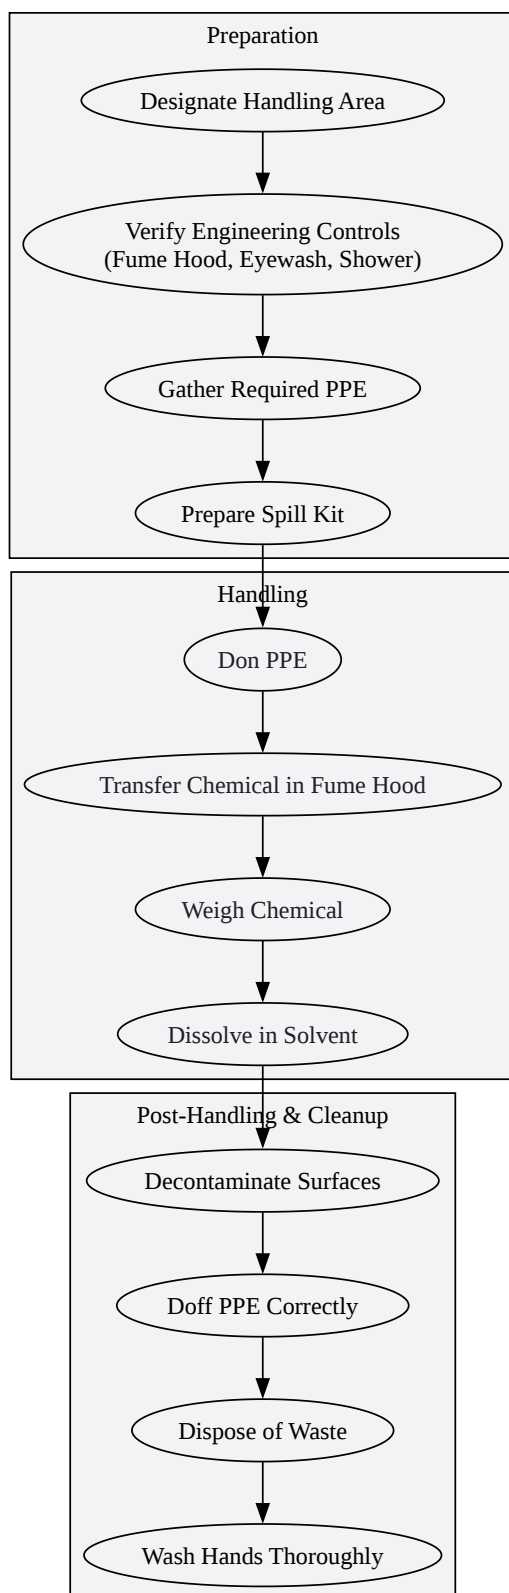 Preparation
Designate Handling Area
Verify Engineering Controls
(Fume Hood, Eyewash, Shower)
Gather Required PPE
Prepare Spill Kit
Handling
Don PPE
Transfer Chemical in Fume Hood
Weigh Chemical
Dissolve in Solvent
Post-Handling & Cleanup
Decontaminate Surfaces
Doff PPE Correctly
Dispose of Waste
Wash Hands Thoroughly